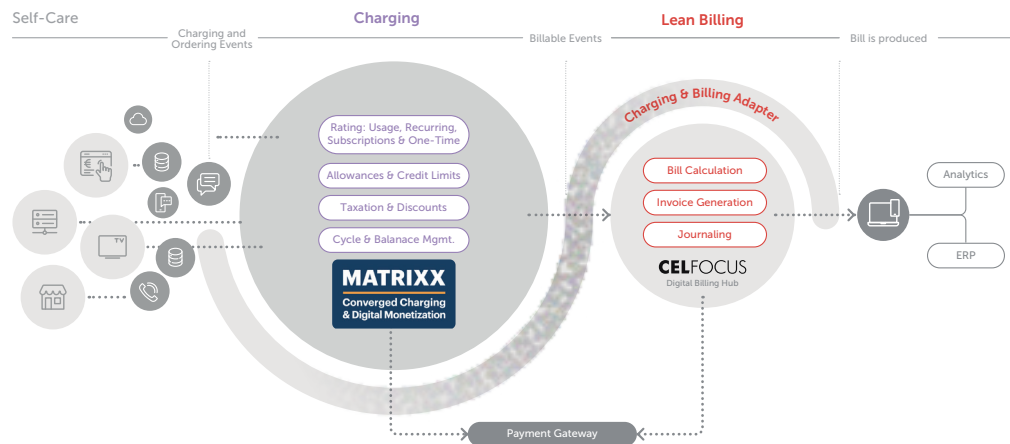 Self-Care
Charging
Lean Billing
Charging and
Ordering Events
Billable Events
Bill is produced
Charging & Billing Adapter
Rating: Usage, Recurring,
Subscriptions & One-Time
Allowances & Credit Limits
Taxation & Discounts
Cycle & Balanace Mgmt.
MATRIXX
Converged Charging
& Digital Monetization
Bill Calculation
Invoice Generation
Journaling
CELFOCUS
Digital Billing Hub
€
TV
Analytics
ERP
Payment Gateway